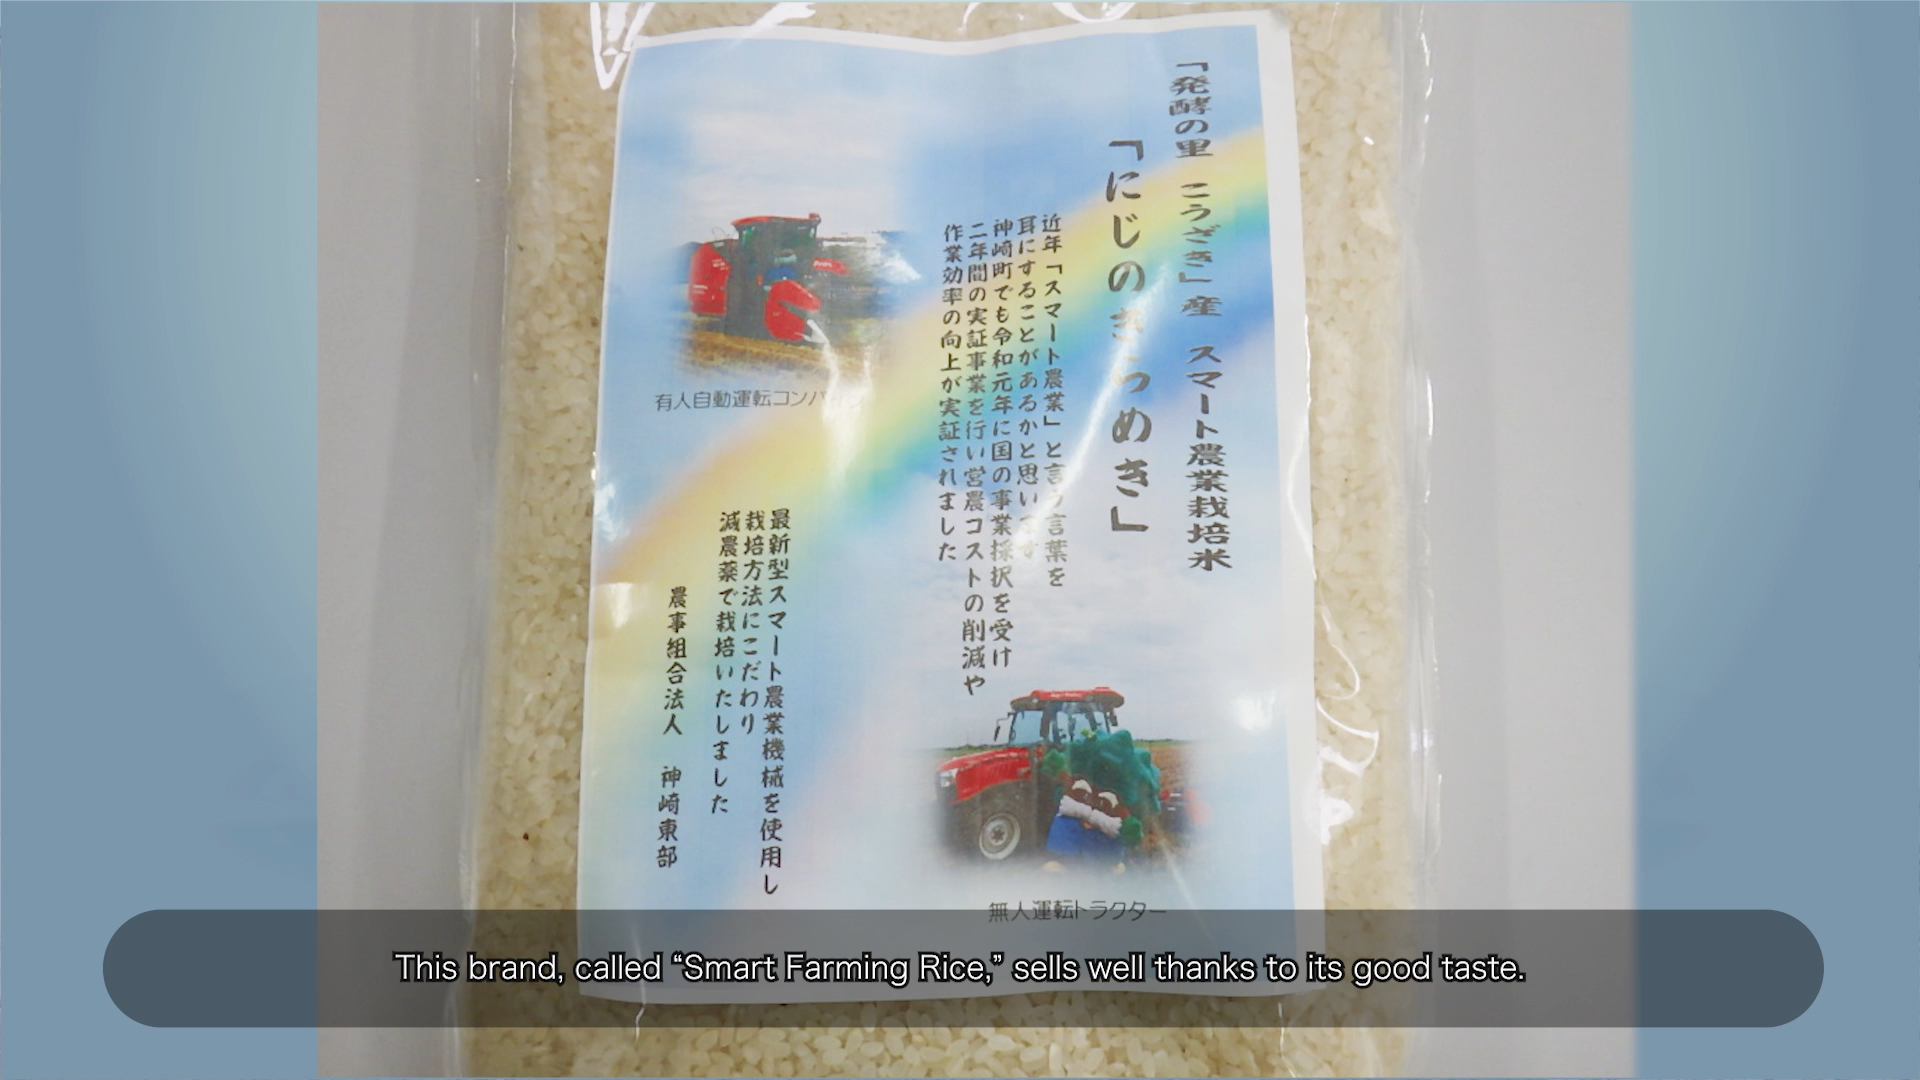 「発酵の里 こうざき」産 スマート農業栽培米
「にじのきらめき」
近年「スマート農業」と言う言葉を
耳にすることがあるかと思います
神崎町でも令和元年に国の事業採択を受け
二年間の実証事業を行い営農コストの削減や
作業効率の向上が実証されました
有人自動運転コンバイン
最新型スマート農業機械を使用し
栽培方法にこだわり
減農薬で栽培いたしました
農事組合法人 神崎東部
無人運転トラクター
This brand, called “Smart Farming Rice,” sells well thanks to its good taste.